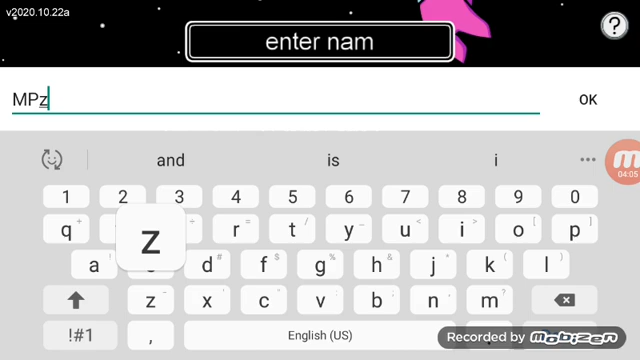 v2020.10.22a
enter nam
?
MPz
OK
and is i ...
04:05
1 2 3 4 5 6 7 8 9 0
q r t y u i o p
z
a d f g h j k l
z x c v b n m
!#1 , English (US)
Recorded by mobizen